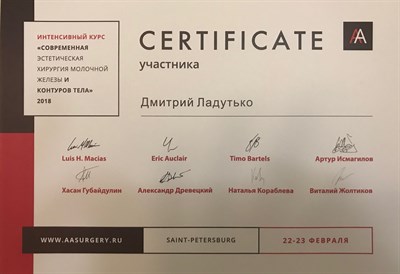 ИНТЕНСИВНЫЙ КУРС
«СОВРЕМЕННАЯ
ЭСТЕТИЧЕСКАЯ
ХИРУРГИЯ МОЛОЧНОЙ
ЖЕЛЕЗЫ И
КОНТУРОВ ТЕЛА»
2018
CERTIFICATE
участника
Дмитрий Ладутько
Luis H. Macias
Eric Auclair
Timo Bartels
Артур Исмагилов
Хасан Губайдулин
Александр Древецкий
Наталья Кораблева
Виталий Жолтиков
WWW.AASURGERY.RU
SAINT-PETERSBURG
22-23 ФЕВРАЛЯ